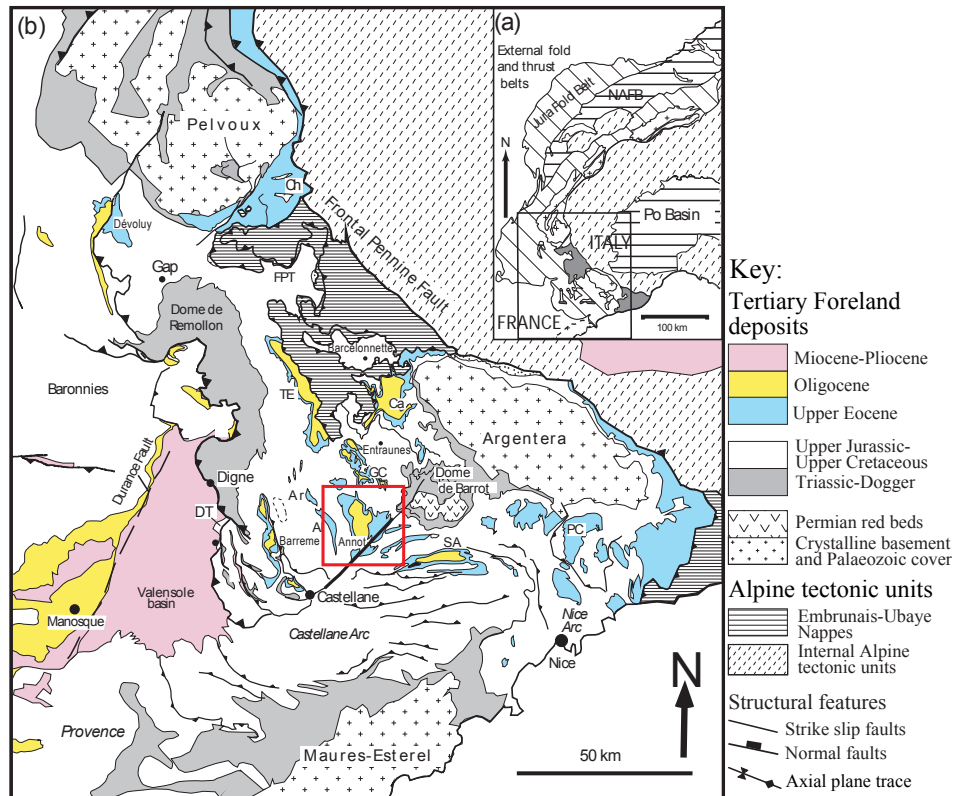 (b)
(a)
External fold
and thrust
belts
Jura Fold Belt
NAFB
N
Po Basin
ITALY
FRANCE
100 km
Pelvoux
Ch
Dévoluy
Frontal Pennine Fault
Gap
FPT
Dome de
Remollon
Barcelonnette
Baronnies
TE
Ca
Argentera
Entraunes
GC
Dome
de Barrot
Durance Fault
Digne
Ar
DT
A
Annot
Barreme
SA
PC
Valensole
basin
Castellane
Manosque
Castellane Arc
Nice
Arc
Nice
N
Provence
Maures-Esterel
50 km
Key:
Tertiary Foreland
deposits
Miocene-Pliocene
Oligocene
Upper Eocene
Upper Jurassic-
Upper Cretaceous
Triassic-Dogger
Permian red beds
Crystalline basement
and Palaeozoic cover
Alpine tectonic units
Embrunais-Ubaye
Nappes
Internal Alpine
tectonic units
Structural features
Strike slip faults
Normal faults
Axial plane trace